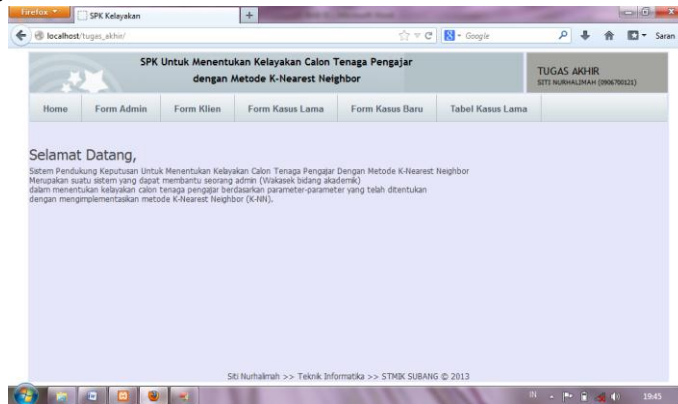 Firefox
SPK Kelayakan
localhost/tugas_akhir/
Google
Saran
SPK Untuk Menentukan Kelayakan Calon Tenaga Pengajar
dengan Metode K-Nearest Neighbor
TUGAS AKHIR
SITI NURHALIMAH (0906700121)
Home Form Admin Form Klien Form Kasus Lama Form Kasus Baru Tabel Kasus Lama
Selamat Datang,
Sistem Pendukung Keputusan Untuk Menentukan Kelayakan Calon Tenaga Pengajar Dengan Metode K-Nearest Neighbor
Merupakan suatu sistem yang dapat membantu seorang admin (Wakasek bidang akademik)
dalam menentukan kelayakan calon tenaga pengajar berdasarkan parameter-parameter yang telah ditentukan
dengan mengimplementasikan metode K-Nearest Neighbor (K-NN).
Siti Nurhalimah >> Teknik Informatika >> STMIK SUBANG © 2013
IN
19:45